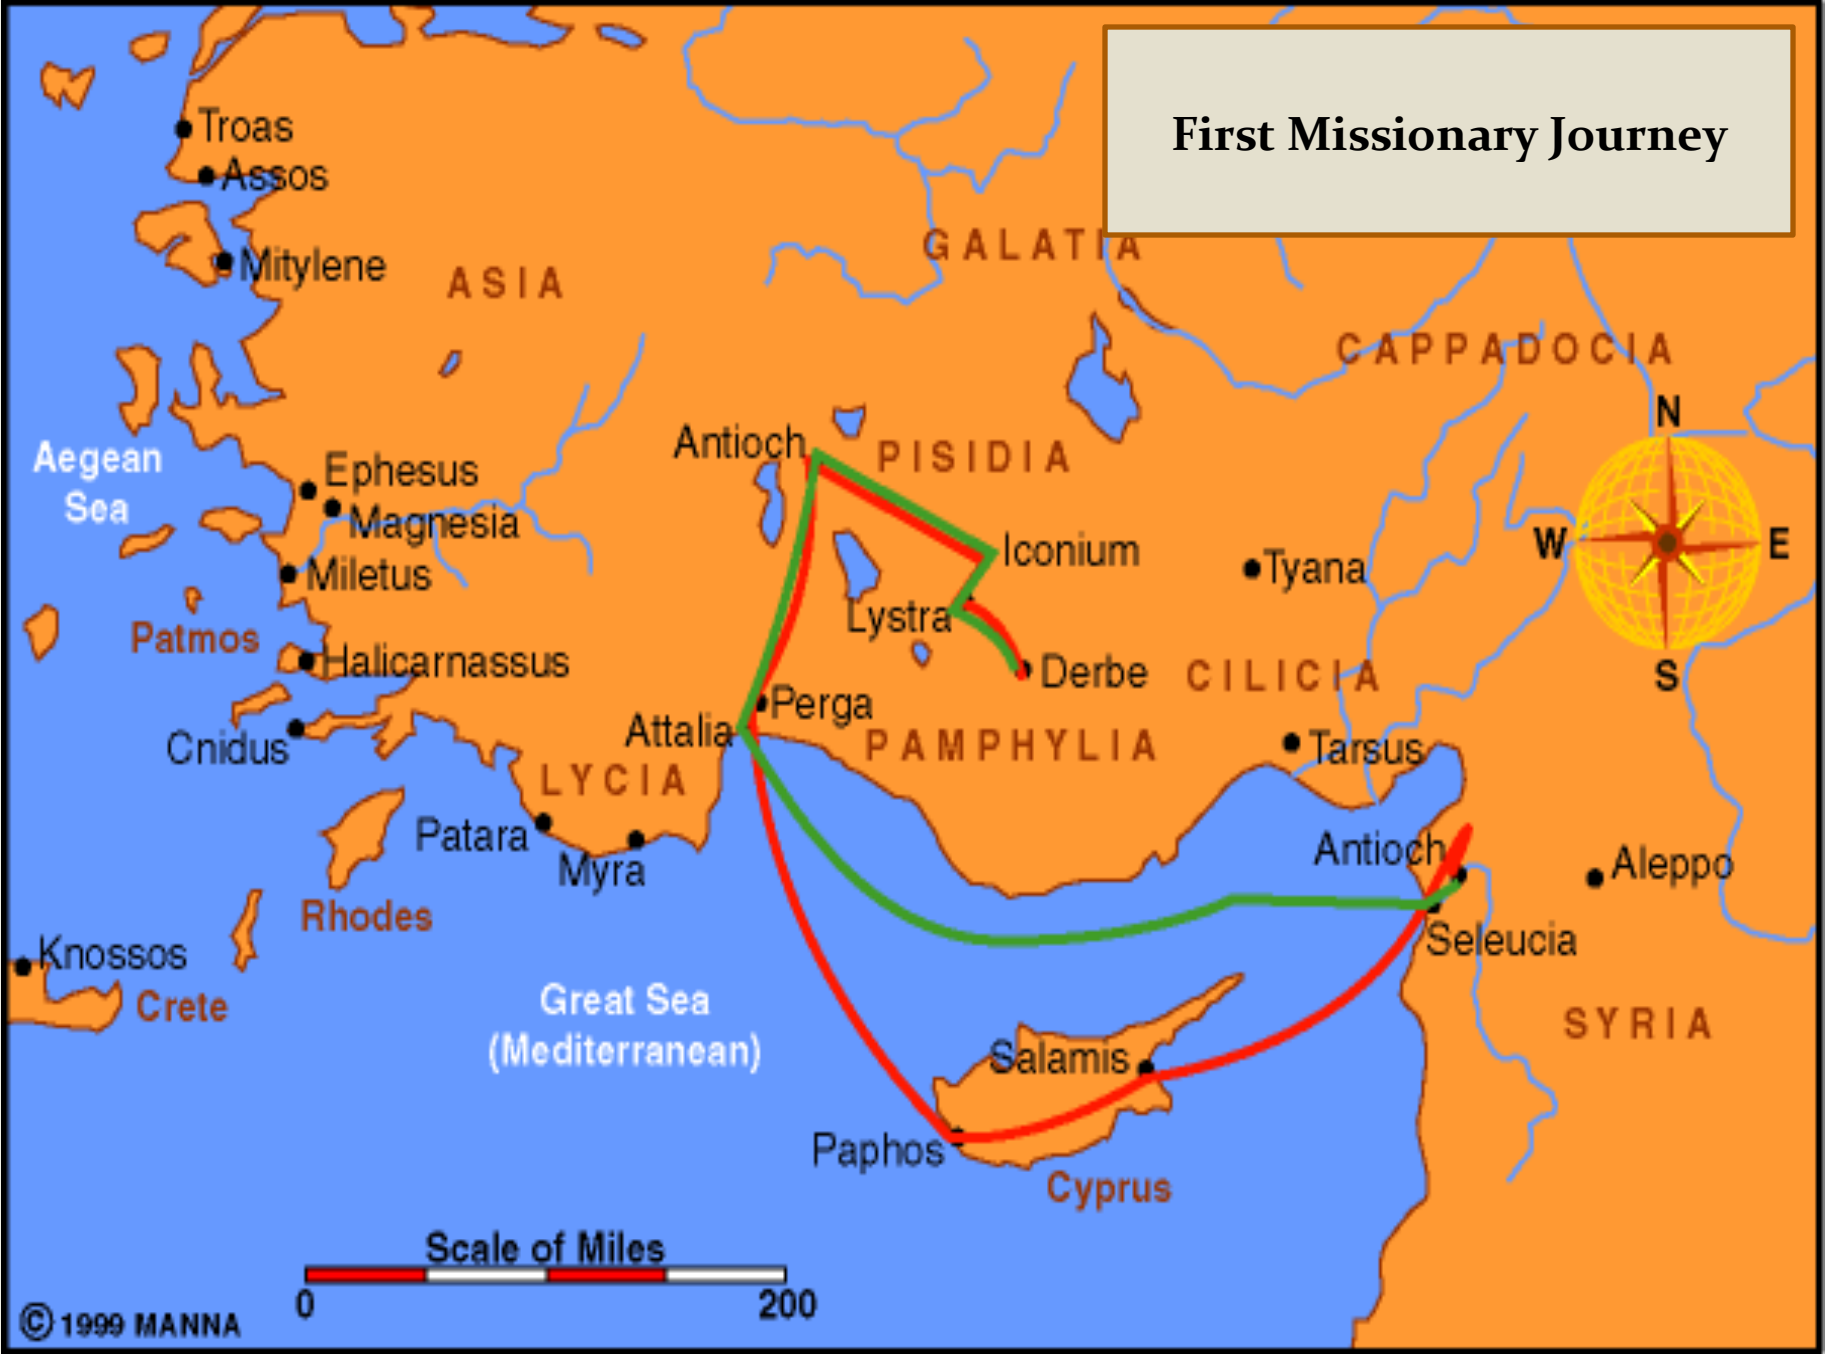 First Missionary Journey
Troas
Assos
Mitylene
ASIA
GALATIA
CAPPADOCIA
N
Antioch
PISIDIA
Aegean
Sea
Ephesus
Magnesia
Iconium
W
E
Tyana
Miletus
Lystra
Patmos
Halicarnassus
Derbe
CILICIA
S
Perga
Attalia
Cnidus
PAMPHYLIA
Tarsus
LYCIA
Patara
Myra
Antioch
Aleppo
Rhodes
Seleucia
Knossos
Crete
Great Sea
(Mediterranean)
SYRIA
Salamis
Paphos
Cyprus
Scale of Miles
0
200
© 1999 MANNA